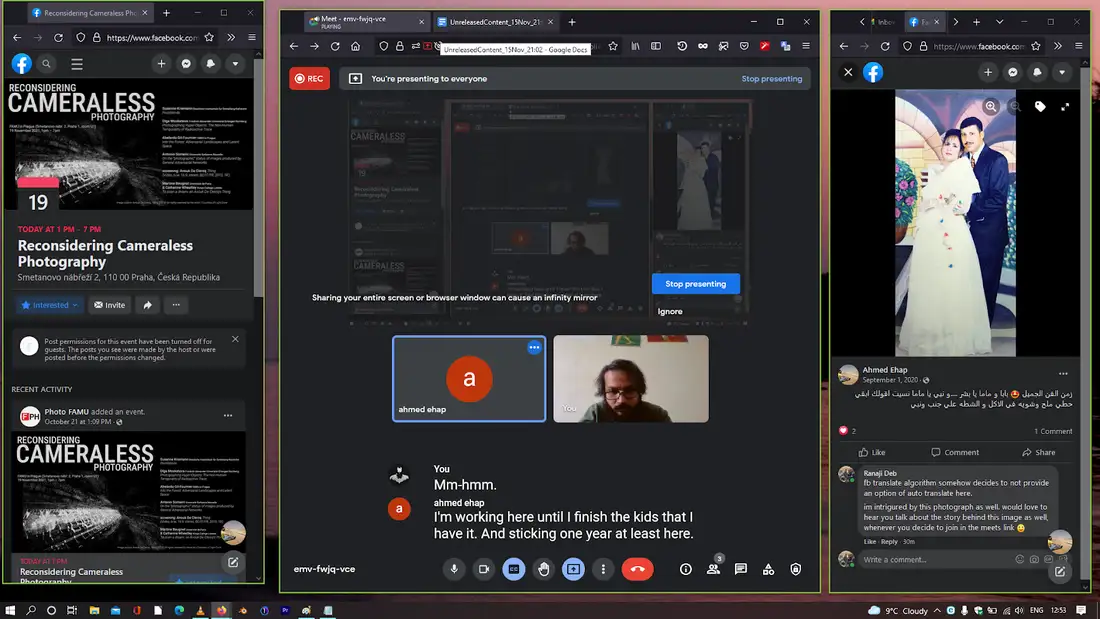 Reconsidering Cameraless Ph
https://www.facebook.com
RECONSIDERING
CAMERALESS
PHOTOGRAPHY
19
TODAY AT 1 PM – 7 PM
Reconsidering Cameraless
Photography
Smetanovo nábřeží 2, 110 00 Praha, Česká Republika
Interested
Invite
Post permissions for this event have been turned off for
guests. The posts you see were made by the host or were
posted before the permissions changed.
RECENT ACTIVITY
FPH
Photo FAMU added an event.
October 21 at 1:09 PM
RECONSIDERING
CAMERALESS
PHOTOGRAPHY
TODAY AT 1 PM
Reconsidering Cameraless
Photography
Interested
Meet - emv-fwjq-vce
PLAYING
UnreleasedContent_15Nov_21:
UnreleasedContent_15Nov_21:02 - Google Docs
REC
You're presenting to everyone
Stop presenting
Stop presenting
Sharing your entire screen or browser window can cause an infinity mirror
Ignore
a
ahmed ehap
You
You
Mm-hmm.
a
ahmed ehap
I'm working here until I finish the kids that I
have it. And sticking one year at least here.
emv-fwjq-vce
3
Inbo
Fa
https://www.facebook.com
Ahmed Ehap
September 1, 2020
زمن الفن الجميل 😍 بابا و ماما يا بشر ....و نبي يا ماما نسيت اقولك ابقي
حطي ملح وشويه في الاكل و الشطه علي جنب ونبي
2
1 Comment
Like
Comment
Share
Ranaji Deb
fb translate algorithm somehow decides to not provide
an option of auto translate here.
im intrigued by this photograph as well. would love to
hear you talk about the story behind this image as well,
whenever you decide to join in the meets link 😉
Like · Reply · 30m
Write a comment...
9°C Cloudy
ENG
12:53